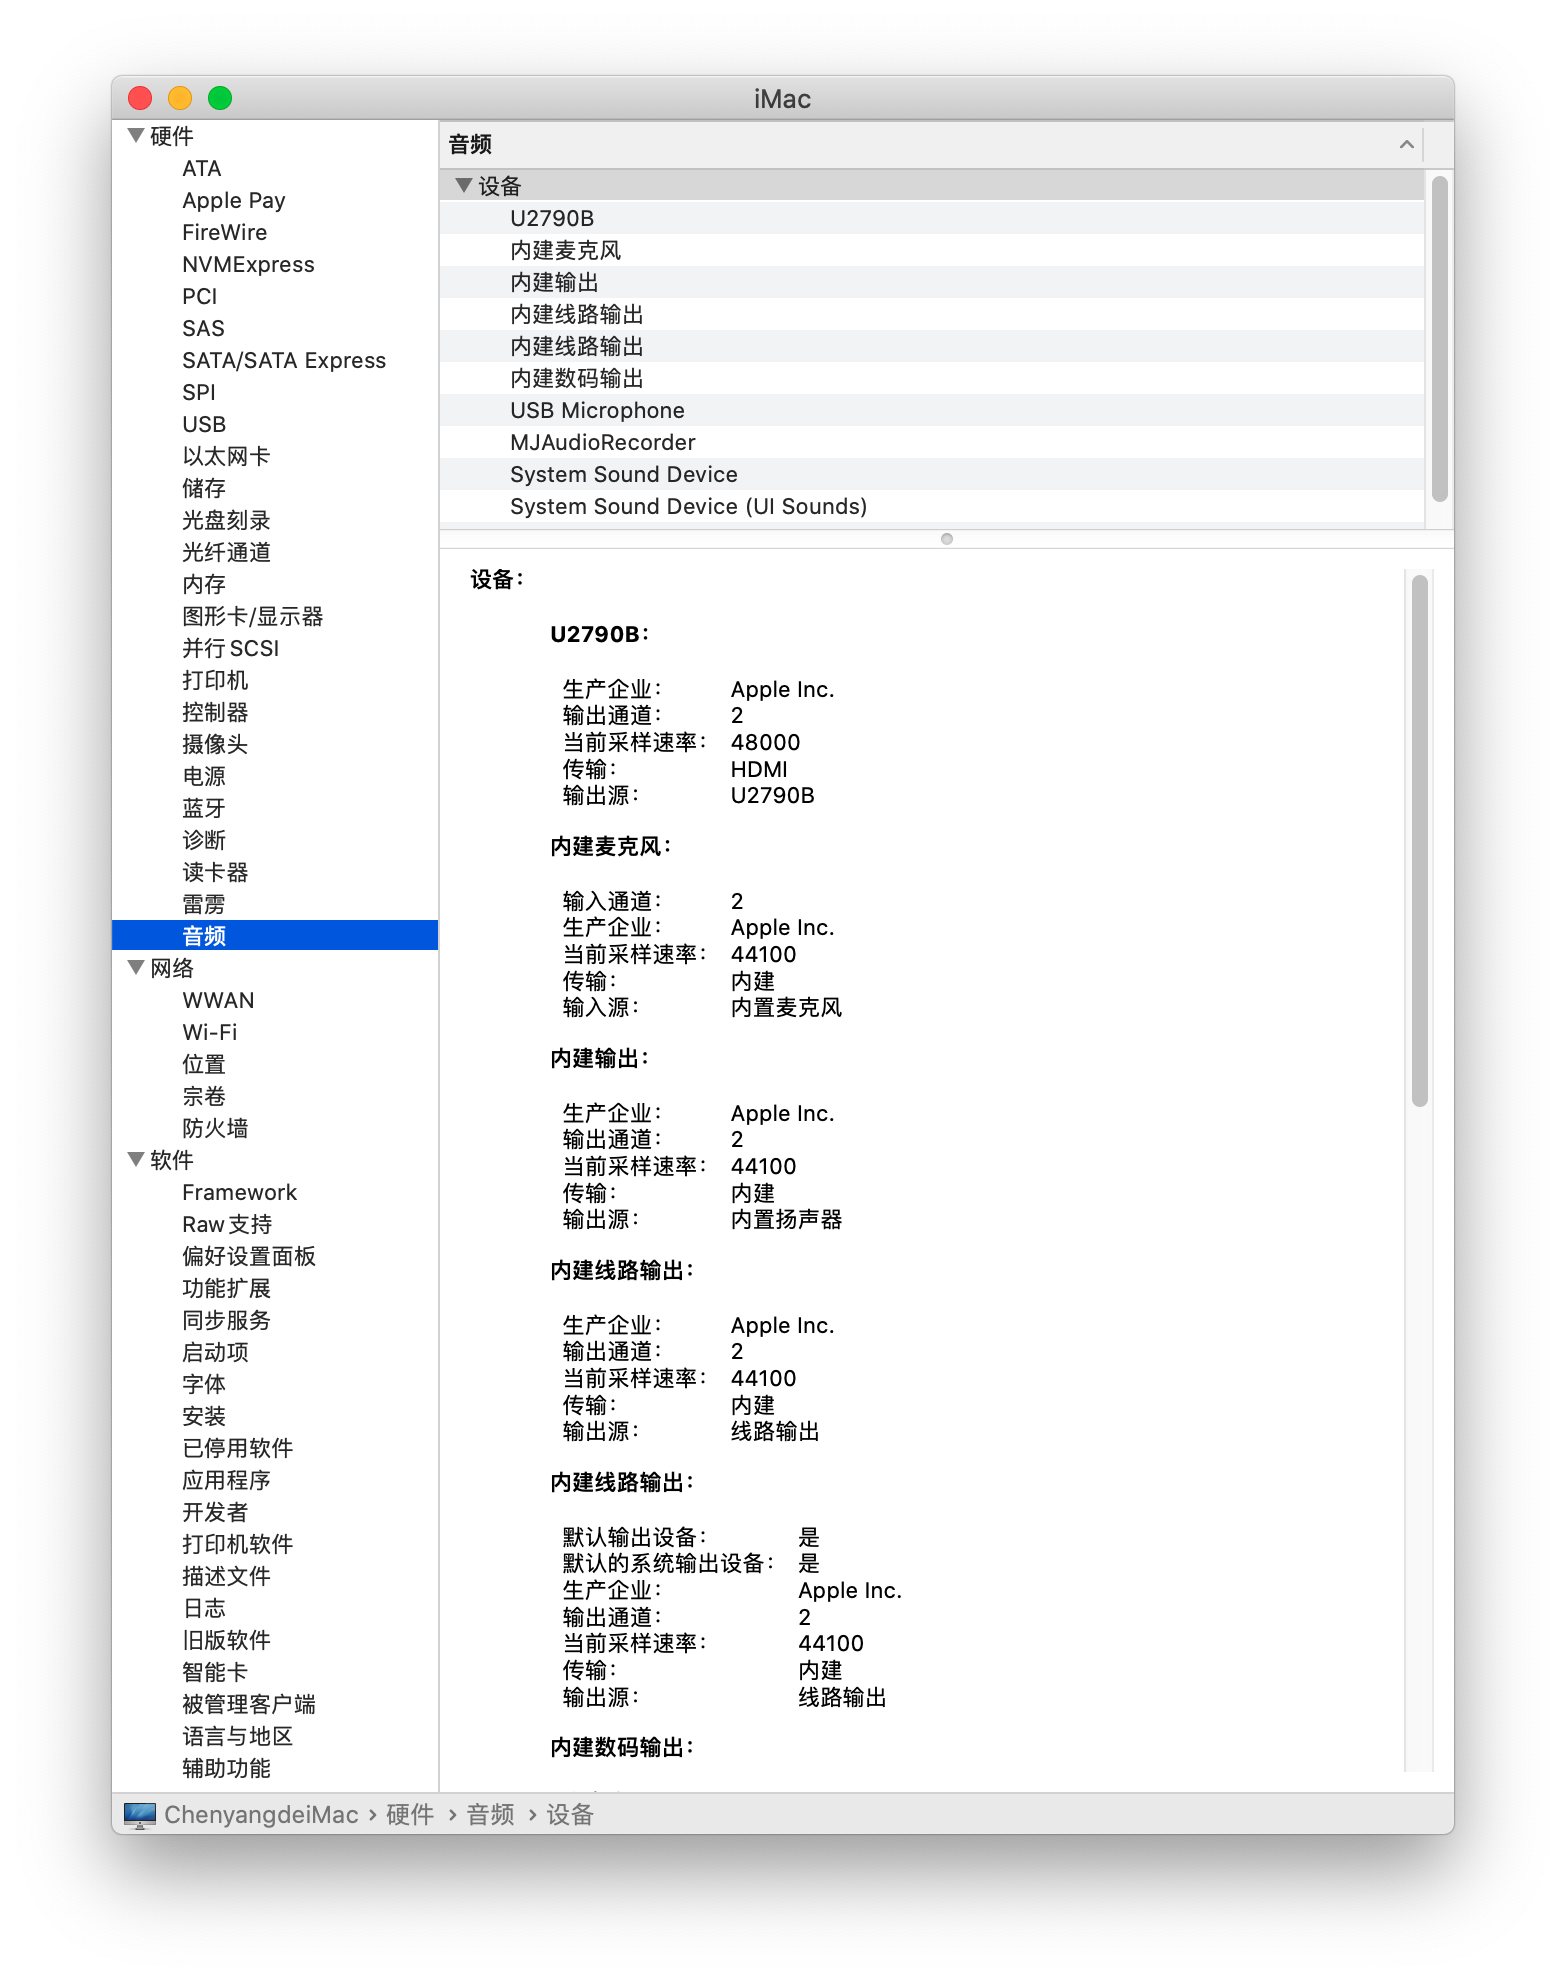 iMac
硬件
ATA
Apple Pay
FireWire
NVMExpress
PCI
SAS
SATA/SATA Express
SPI
USB
以太网卡
储存
光盘刻录
光纤通道
内存
图形卡/显示器
并行 SCSI
打印机
控制器
摄像头
电源
蓝牙
诊断
读卡器
雷雳
音频
网络
WWAN
Wi-Fi
位置
宗卷
防火墙
软件
Framework
Raw 支持
偏好设置面板
功能扩展
同步服务
启动项
字体
安装
已停用软件
应用程序
开发者
打印机软件
描述文件
日志
旧版软件
智能卡
被管理客户端
语言与地区
辅助功能
音频
设备
U2790B
内建麦克风
内建输出
内建线路输出
内建线路输出
内建数码输出
USB Microphone
MJAudioRecorder
System Sound Device
System Sound Device (UI Sounds)
设备：
U2790B：
生产企业： Apple Inc.
输出通道： 2
当前采样速率： 48000
传输： HDMI
输出源： U2790B
内建麦克风：
输入通道： 2
生产企业： Apple Inc.
当前采样速率： 44100
传输： 内建
输入源： 内置麦克风
内建输出：
生产企业： Apple Inc.
输出通道： 2
当前采样速率： 44100
传输： 内建
输出源： 内置扬声器
内建线路输出：
生产企业： Apple Inc.
输出通道： 2
当前采样速率： 44100
传输： 内建
输出源： 线路输出
内建线路输出：
默认输出设备： 是
默认的系统输出设备： 是
生产企业： Apple Inc.
输出通道： 2
当前采样速率： 44100
传输： 内建
输出源： 线路输出
内建数码输出：
ChenyangdeiMac › 硬件 › 音频 › 设备